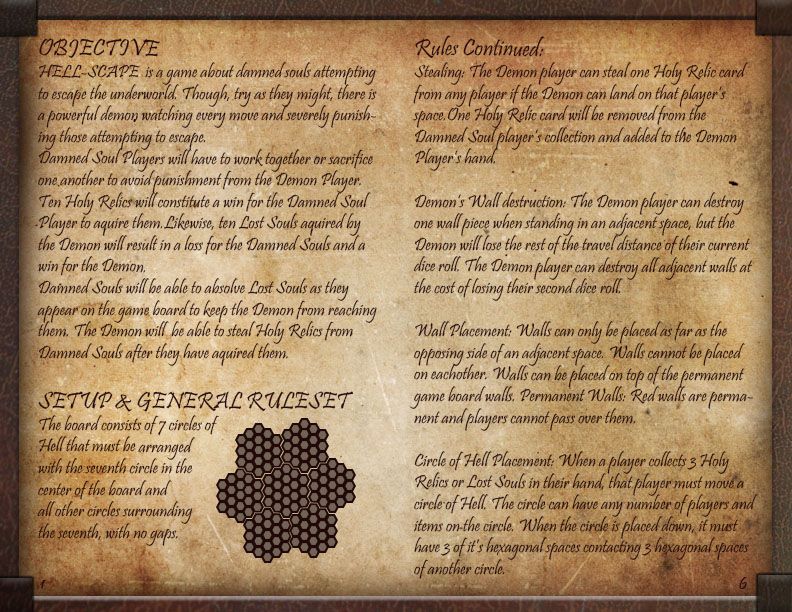 OBJECTIVE
HELL-SCAPE is a game about damned souls attempting
to escape the underworld. Though, try as they might, there is
a powerful demon watching every move and severely punish-
ing those attempting to escape.
Damned Soul Players will have to work together or sacrifice
one another to avoid punishment from the Demon Player.
Ten Holy Relics will constitute a win for the Damned Soul
Player to aquire them. Likewise, ten Lost Souls aquired by
the Demon will result in a loss for the Damned Souls and a
win for the Demon.
Damned Souls will be able to absolve Lost Souls as they
appear on the game board to keep the Demon from reaching
them. The Demon will be able to steal Holy Relics from
Damned Souls after they have aquired them.
SETUP & GENERAL RULESET
The board consists of 7 circles of
Hell that must be arranged
with the seventh circle in the
center of the board and
all other circles surrounding
the seventh, with no gaps.
1
Rules Continued:
Stealing: The Demon player can steal one Holy Relic card
from any player if the Demon can land on that player's
space. One Holy Relic card will be removed from the
Damned Soul player's collection and added to the Demon
Player's hand.
Demon's Wall destruction: The Demon player can destroy
one wall piece when standing in an adjacent space, but the
Demon will lose the rest of the travel distance of their current
dice roll. The Demon player can destroy all adjacent walls at
the cost of losing their second dice roll.
Wall Placement: Walls can only be placed as far as the
opposing side of an adjacent space. Walls cannot be placed
on eachother. Walls can be placed on top of the permanent
game board walls. Permanent Walls: Red walls are perma-
nent and players cannot pass over them.
Circle of Hell Placement: When a player collects 3 Holy
Relics or Lost Souls in their hand, that player must move a
circle of Hell. The circle can have any number of players and
items on the circle. When the circle is placed down, it must
have 3 of it's hexagonal spaces contacting 3 hexagonal spaces
of another circle.
6